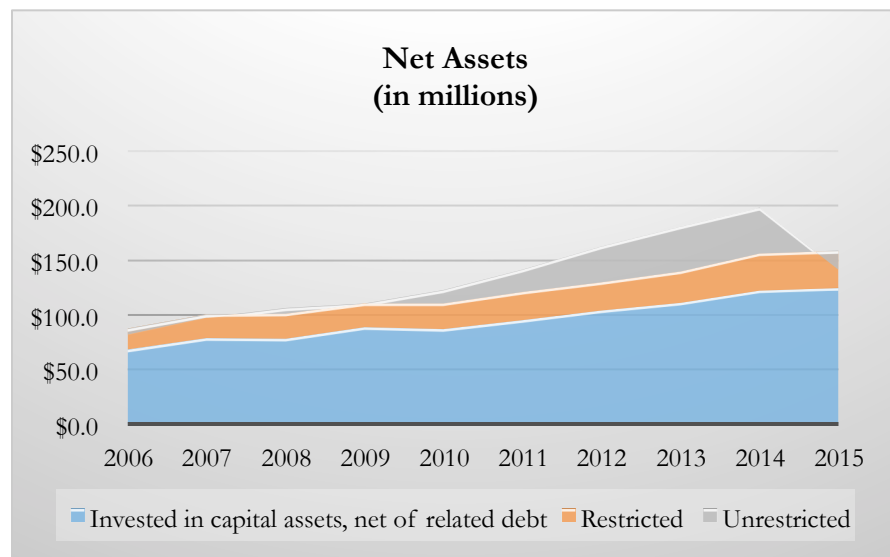 Net Assets
(in millions)
$250.0
$200.0
$150.0
$100.0
$50.0
$0.0
2006 2007 2008 2009 2010 2011 2012 2013 2014 2015
Invested in capital assets, net of related debt Restricted Unrestricted